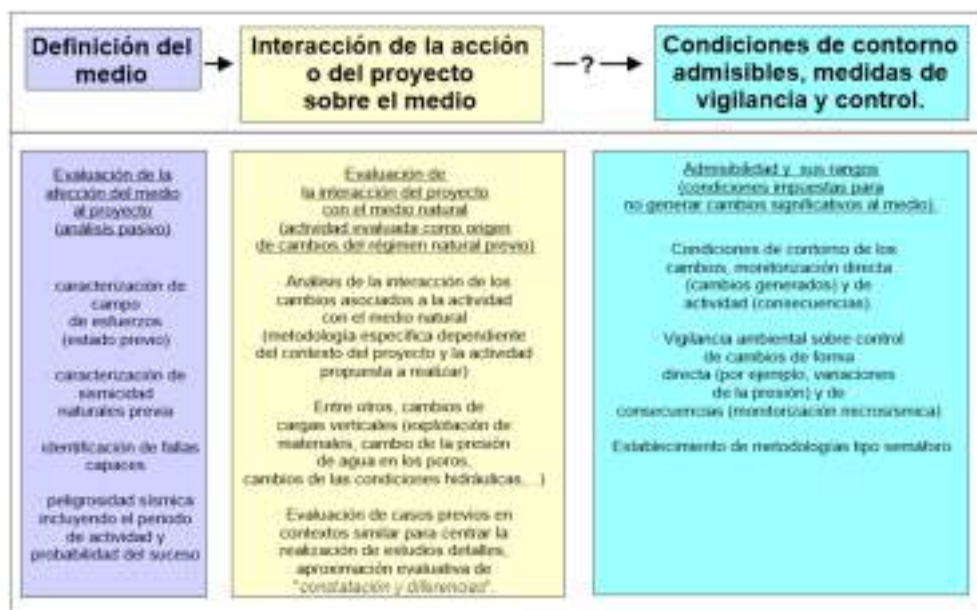 Definición del
medio
Interacción de la acción
o del proyecto
sobre el medio
?
Condiciones de contorno
admisibles, medidas de
vigilancia y control.
Evaluación de la
afección del medio
al proyecto
(análisis pasivo)
caracterización de
campo
de esfuerzos
(estado previo)
caracterización de
sismicidad
naturales previa
identificación de fallas
capaces
peligrosidad sísmica
incluyendo el periodo
de actividad y
probabilidad del suceso
Evaluación de
la interacción del proyecto
con el medio natural
(actividad evaluada como origen
de cambios del régimen natural previo)
Análisis de la interacción de los
cambios asociados a la actividad
con el medio natural
(metodología específica dependiente
del contexto del proyecto y la actividad
propuesta a realizar)
Entre otros, cambios de
cargas verticales (explotación de
materiales, cambio de la presión
de agua en los poros,
cambios de las condiciones hidráulicas,...)
Evaluación de casos previos en
contextos similar para centrar la
realización de estudios detalles,
aproximación evaluativa de
"constatación y diferencias".
Admisibilidad y sus rangos
(condiciones impuestas para
no generar cambios significativos al medio).
Condiciones de contorno de los
cambios, monitorización directa
(cambios generados) y de
actividad (consecuencias).
Vigilancia ambiental sobre control
de cambios de forma
directa (por ejemplo, variaciones
de la presión) y de
consecuencias (monitorización microsísmica)
Establecimiento de metodologías tipo semáforo